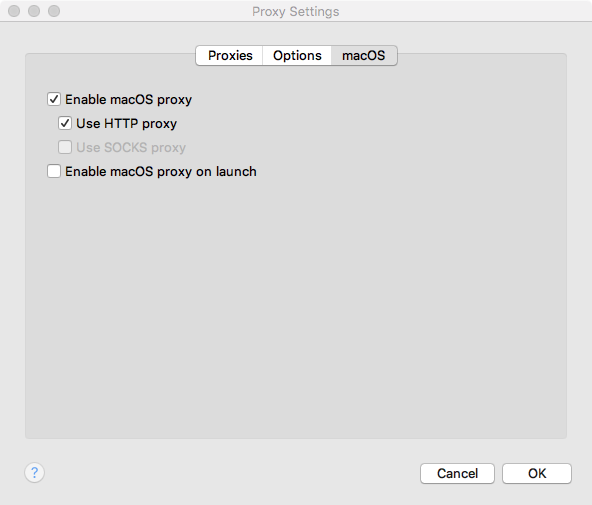 Proxy Settings
Proxies Options macOS
Enable macOS proxy
Use HTTP proxy
Use SOCKS proxy
Enable macOS proxy on launch
? Cancel OK